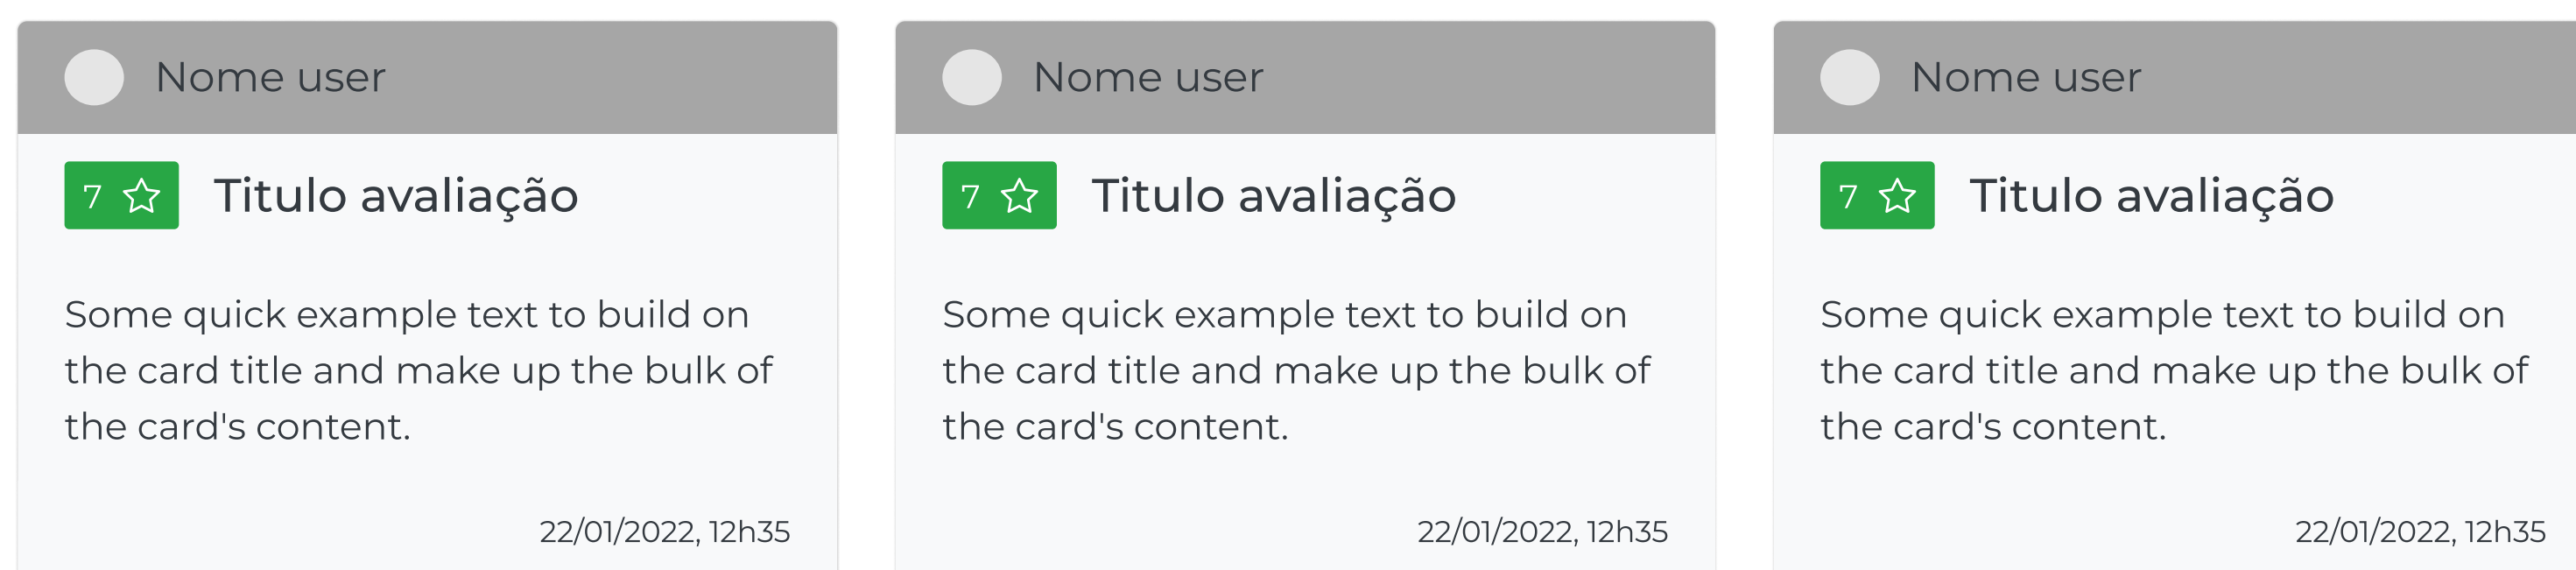 Nome user
7 Titulo avaliação
Some quick example text to build on
the card title and make up the bulk of
the card's content.
22/01/2022, 12h35
Nome user
7 Titulo avaliação
Some quick example text to build on
the card title and make up the bulk of
the card's content.
22/01/2022, 12h35
Nome user
7 Titulo avaliação
Some quick example text to build on
the card title and make up the bulk of
the card's content.
22/01/2022, 12h35